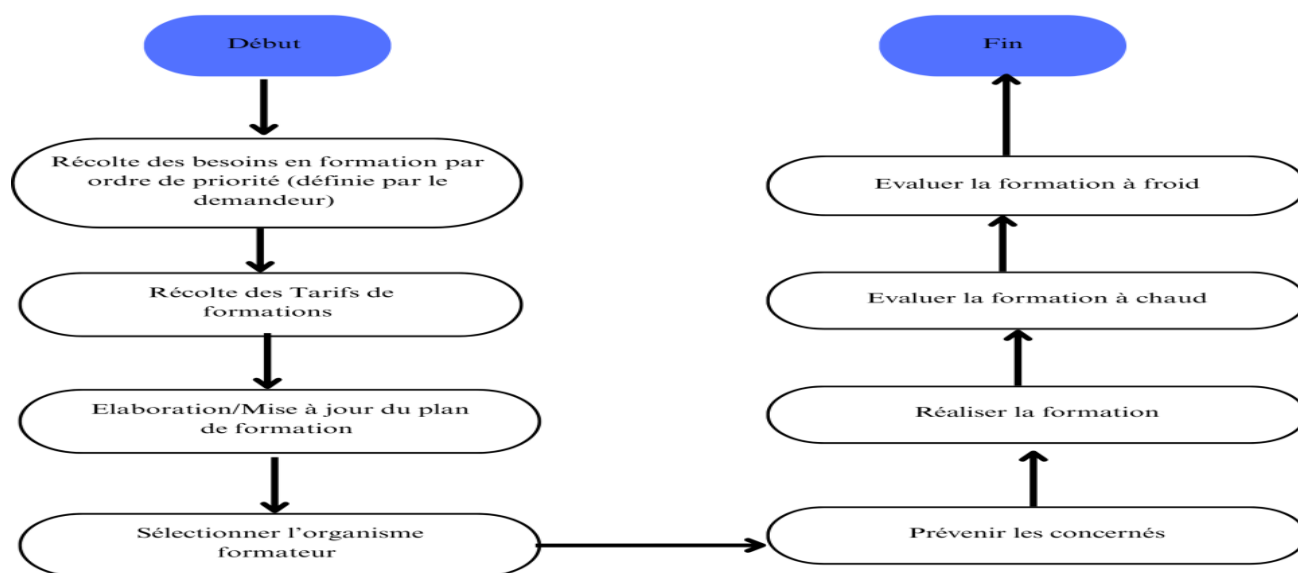 Début
Récolte des besoins en formation par
ordre de priorité (définie par le
demandeur)
Récolte des Tarifs de
formations
Elaboration/Mise à jour du plan
de formation
Sélectionner l'organisme
formateur
Prévenir les concernés
Réaliser la formation
Evaluer la formation à chaud
Evaluer la formation à froid
Fin